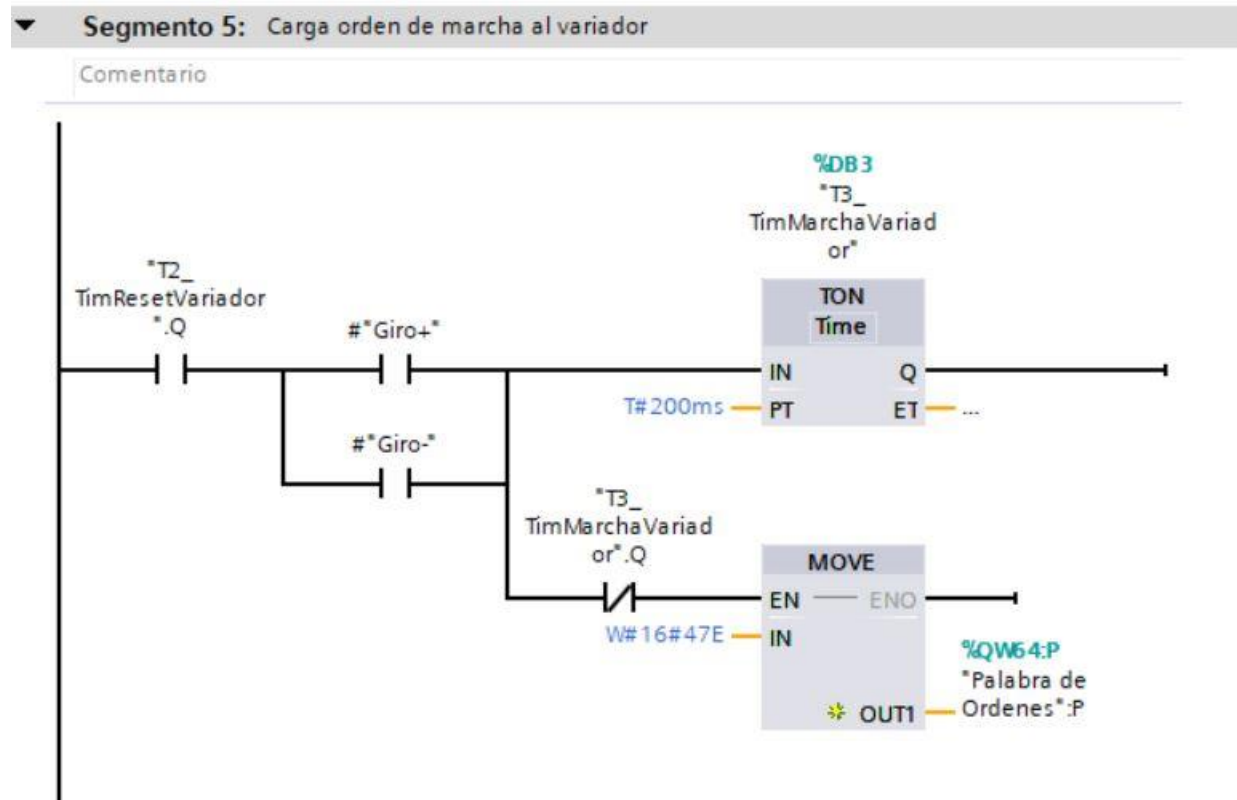 Segmento 5: Carga orden de marcha al variador
Comentario
%DB3
"T3_
TimMarchaVariad
or"
"T2_
TimResetVariador
".Q
#"Giro+"
TON
Time
IN Q
T#200ms PT ET ...
#"Giro-"
"T3_
TimMarchaVariad
or".Q
MOVE
EN ENO
W#16#47E IN
%QW64:P
"Palabra de
Ordenes":P
OUT1